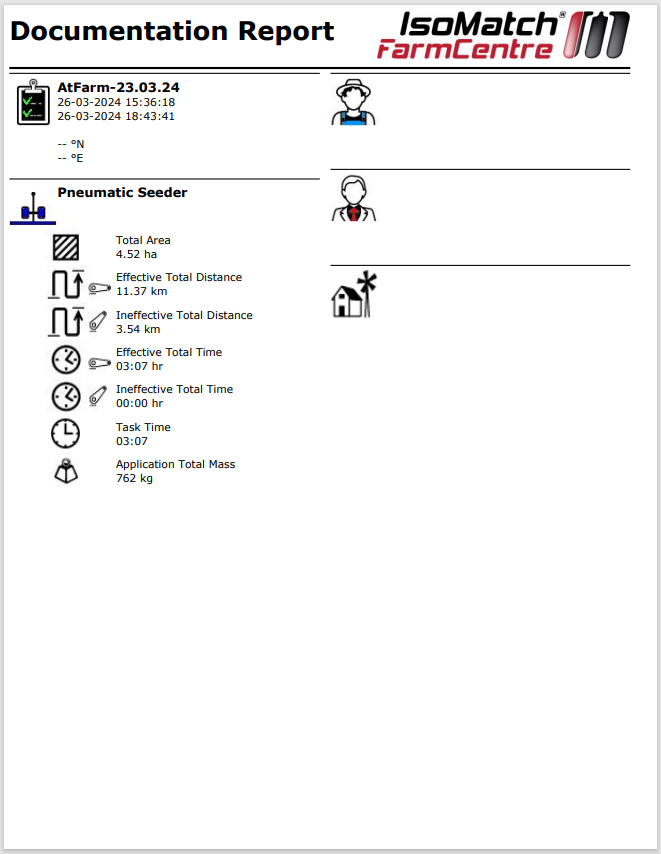 Documentation Report
IsoMatch®
FarmCentre
AtFarm-23.03.24
26-03-2024 15:36:18
26-03-2024 18:43:41
-- °N
-- °E
Pneumatic Seeder
Total Area
4.52 ha
Effective Total Distance
11.37 km
Ineffective Total Distance
3.54 km
Effective Total Time
03:07 hr
Ineffective Total Time
00:00 hr
Task Time
03:07
Application Total Mass
762 kg